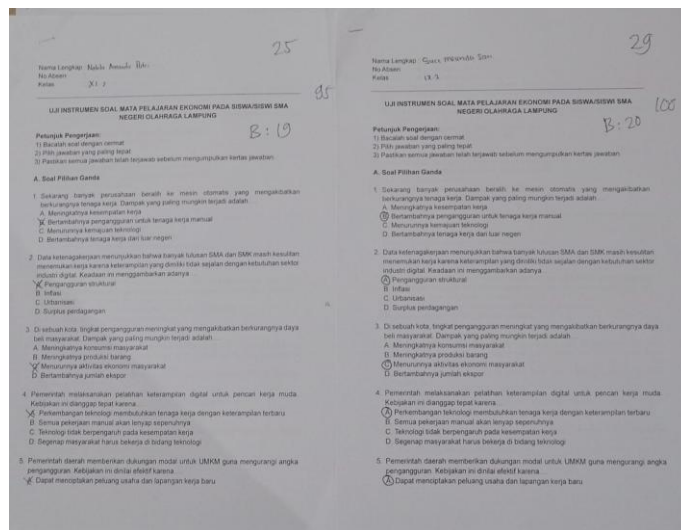 25
Nama Lengkap
No Absen
Kelas
95
UJI INSTRUMEN SOAL MATA PELAJARAN EKONOMI PADA SISWA/SISWI SMA
NEGERI OLAHRAGA LAMPUNG
B : 19
Petunjuk Pengerjaan:
1) Bacalah soal dengan cermat
2) Pilih jawaban yang paling tepat
3) Pastikan semua jawaban telah terjawab sebelum mengumpulkan kertas jawaban
A. Soal Pilihan Ganda
1. Sekarang banyak perusahaan beralih ke mesin otomatis yang mengakibatkan
berkurangnya tenaga kerja. Dampak yang paling mungkin terjadi adalah...
A. Meningkatnya kesempatan kerja
B. Bertambahnya pengangguran untuk tenaga kerja manual
C. Menurunnya kemajuan teknologi
D. Bertambahnya tenaga kerja dari luar negeri
2. Data ketenagakerjaan menunjukkan bahwa banyak lulusan SMA dan SMK masih kesulitan
menemukan kerja karena keterampilan yang dimiliki tidak sejalan dengan kebutuhan sektor
industri digital. Keadaan ini menggambarkan adanya...
A. Pengangguran struktural
B. Inflasi
C. Urbanisasi
D. Surplus perdagangan
3. Di sebuah kota, tingkat pengangguran meningkat yang mengakibatkan berkurangnya daya
beli masyarakat. Dampak yang paling mungkin terjadi adalah...
A. Meningkatnya konsumsi masyarakat
B. Meningkatnya produksi barang
C. Menurunnya aktivitas ekonomi masyarakat
D. Bertambahnya jumlah ekspor
4. Pemerintah melaksanakan pelatihan keterampilan digital untuk pencari kerja muda.
Kebijakan ini dianggap tepat karena...
A. Perkembangan teknologi membutuhkan tenaga kerja dengan keterampilan terbaru
B. Semua pekerjaan manual akan lenyap sepenuhnya
C. Teknologi tidak berpengaruh pada kesempatan kerja
D. Segenap masyarakat harus bekerja di bidang teknologi
5. Pemerintah daerah memberikan dukungan modal untuk UMKM guna mengurangi angka
pengangguran. Kebijakan ini dinilai efektif karena...
A. Dapat menciptakan peluang usaha dan lapangan kerja baru
29
Nama Lengkap
No Absen
Kelas
UJI INSTRUMEN SOAL MATA PELAJARAN EKONOMI PADA SISWA/SISWI SMA
NEGERI OLAHRAGA LAMPUNG
100
B : 20
Petunjuk Pengerjaan:
1) Bacalah soal dengan cermat
2) Pilih jawaban yang paling tepat
3) Pastikan semua jawaban telah terjawab sebelum mengumpulkan kertas jawaban
A. Soal Pilihan Ganda
1. Sekarang banyak perusahaan beralih ke mesin otomatis yang mengakibatkan
berkurangnya tenaga kerja. Dampak yang paling mungkin terjadi adalah...
A. Meningkatnya kesempatan kerja
B. Bertambahnya pengangguran untuk tenaga kerja manual
C. Menurunnya kemajuan teknologi
D. Bertambahnya tenaga kerja dari luar negeri
2. Data ketenagakerjaan menunjukkan bahwa banyak lulusan SMA dan SMK masih kesulitan
menemukan kerja karena keterampilan yang dimiliki tidak sejalan dengan kebutuhan sektor
industri digital. Keadaan ini menggambarkan adanya...
A. Pengangguran struktural
B. Inflasi
C. Urbanisasi
D. Surplus perdagangan
3. Di sebuah kota, tingkat pengangguran meningkat yang mengakibatkan berkurangnya daya
beli masyarakat. Dampak yang paling mungkin terjadi adalah...
A. Meningkatnya konsumsi masyarakat
B. Meningkatnya produksi barang
C. Menurunnya aktivitas ekonomi masyarakat
D. Bertambahnya jumlah ekspor
4. Pemerintah melaksanakan pelatihan keterampilan digital untuk pencari kerja muda.
Kebijakan ini dianggap tepat karena...
A. Perkembangan teknologi membutuhkan tenaga kerja dengan keterampilan terbaru
B. Semua pekerjaan manual akan lenyap sepenuhnya
C. Teknologi tidak berpengaruh pada kesempatan kerja
D. Segenap masyarakat harus bekerja di bidang teknologi
5. Pemerintah daerah memberikan dukungan modal untuk UMKM guna mengurangi angka
pengangguran. Kebijakan ini dinilai efektif karena...
A. Dapat menciptakan peluang usaha dan lapangan kerja baru